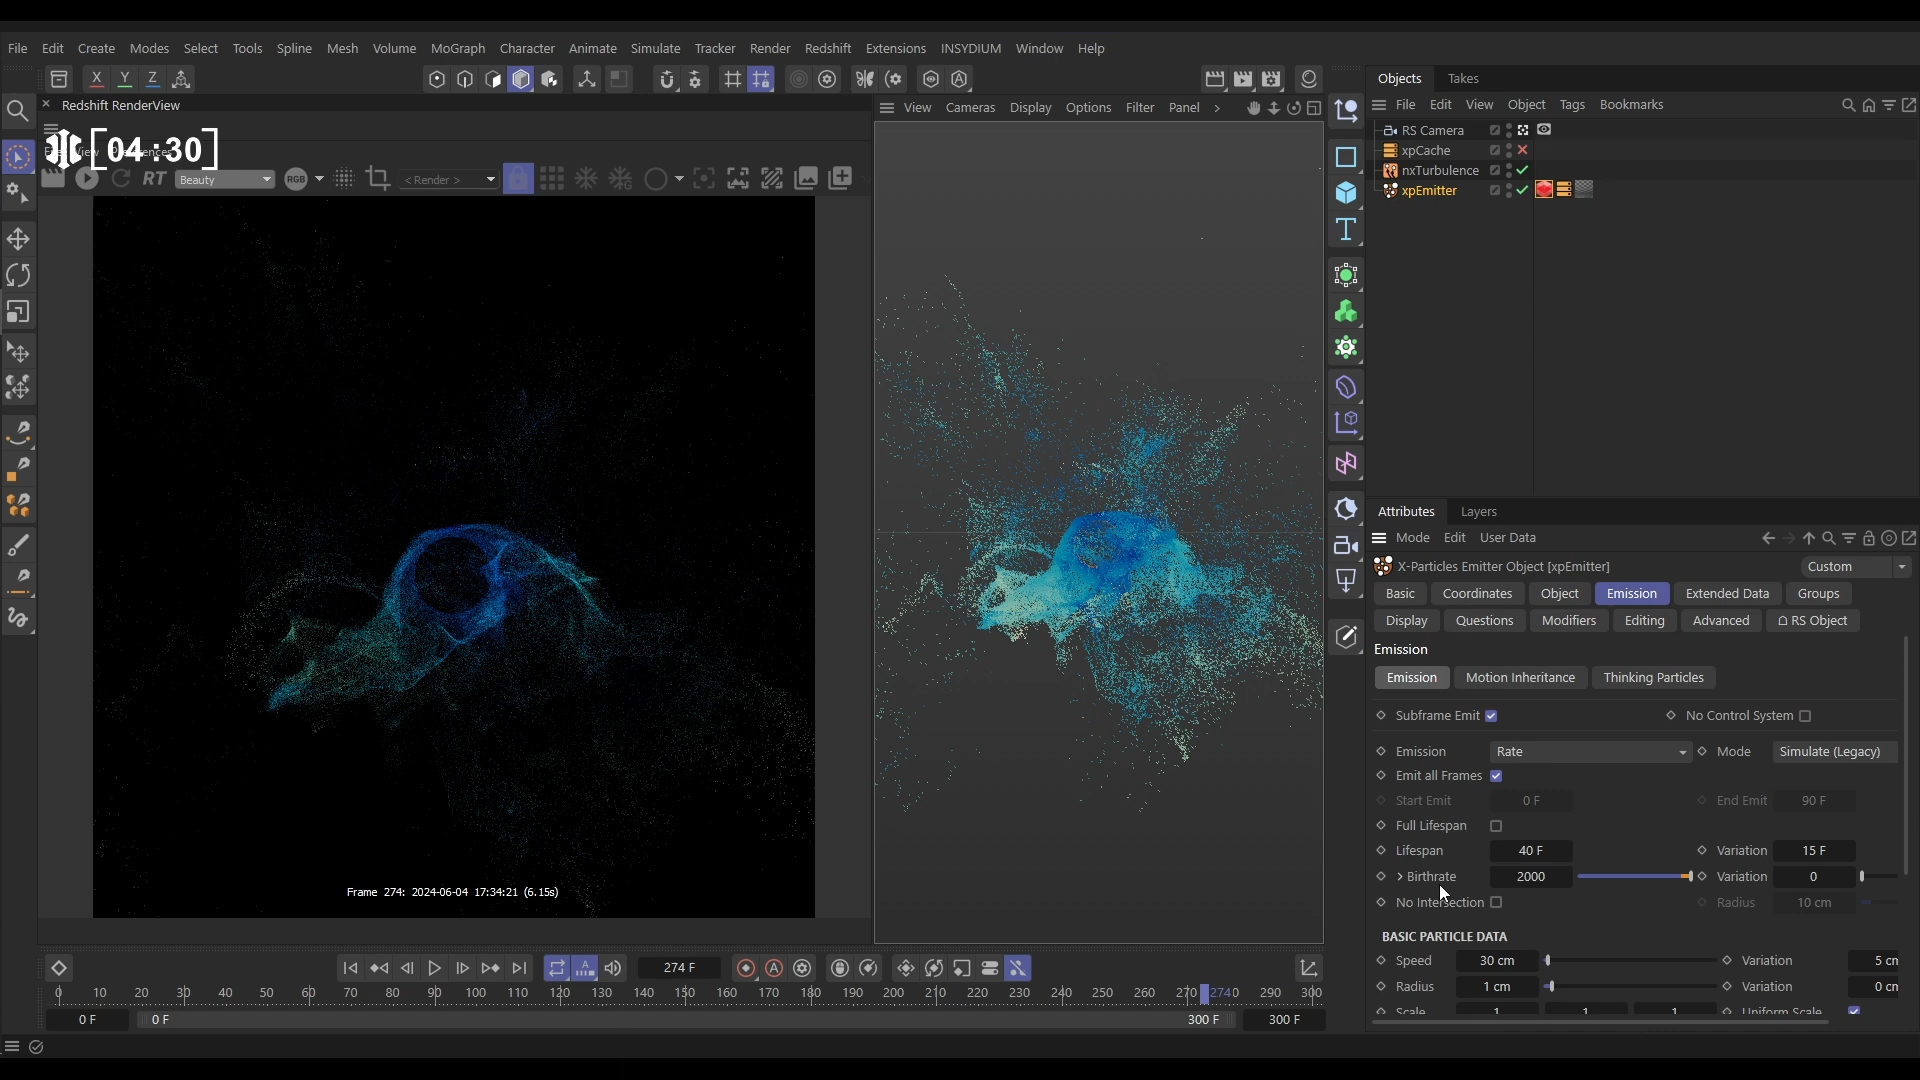 File Edit Create Modes Select Tools Spline Mesh Volume MoGraph Character Animate Simulate Tracker Render Redshift Extensions INSYDIUM Window Help
X Y Z
Objects Takes
Redshift RenderView
View Cameras Display Options Filter Panel >
File Edit View Object Tags Bookmarks
[04:30]
RT Beauty RGB < Render >
RS Camera
xpCache
nxTurbulence
xpEmitter
Frame 274: 2024-06-04 17:34:21 (6.15s)
Attributes Layers
Mode Edit User Data
X-Particles Emitter Object [xpEmitter] Custom
Basic Coordinates Object Emission Extended Data Groups
Display Questions Modifiers Editing Advanced RS Object
Emission
Emission Motion Inheritance Thinking Particles
Subframe Emit No Control System
Emission Rate Mode Simulate (Legacy)
Emit all Frames
Start Emit 0 F End Emit 90 F
Full Lifespan
Lifespan 40 F Variation 15 F
> Birthrate 2000 Variation 0
No Intersection Radius 10 cm
BASIC PARTICLE DATA
Speed 30 cm Variation 5 cm
Radius 1 cm Variation 0 cm
Scale 1 1 1 Uniform Scale
274 F
0 10 20 30 40 50 60 70 80 90 100 110 120 130 140 150 160 170 180 190 200 210 220 230 240 250 260 270 274 0 290 300
0 F 0 F 300 F 300 F